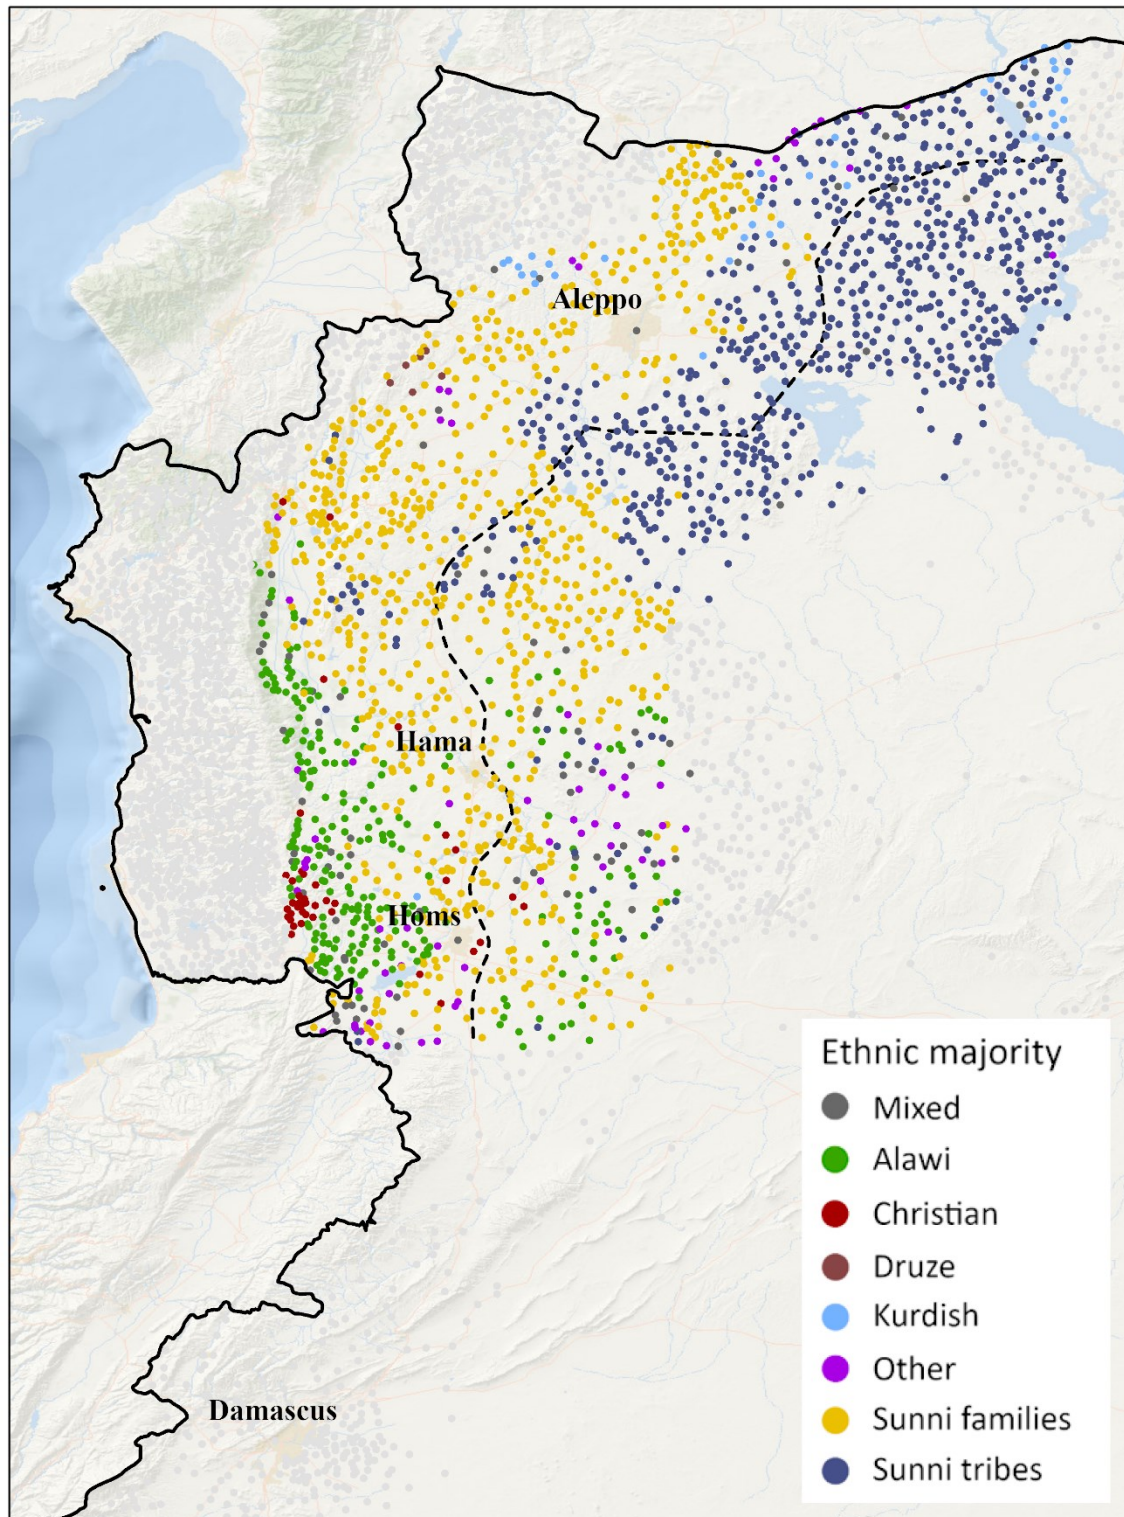 Aleppo
Hama
Homs
Damascus
Ethnic majority
Mixed
Alawi
Christian
Druze
Kurdish
Other
Sunni families
Sunni tribes